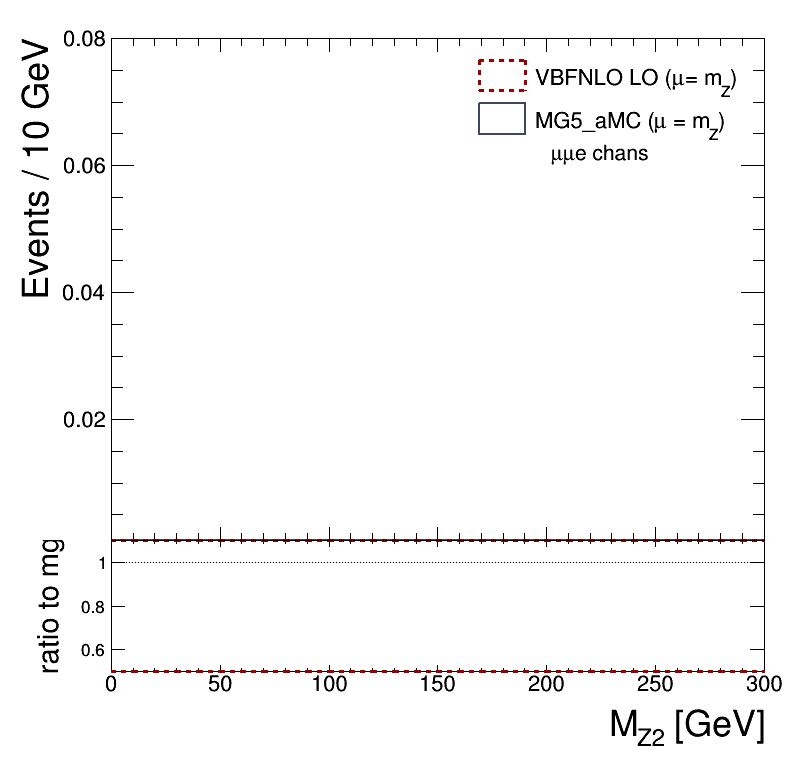 Events / 10 GeV
0.08
0.06
0.04
0.02
VBFNLO LO (μ= m_Z)
MG5_aMC (μ = m_Z)
μμe chans
ratio to mg
1
0.8
0.6
0 50 100 150 200 250 300
M_Z2 [GeV]